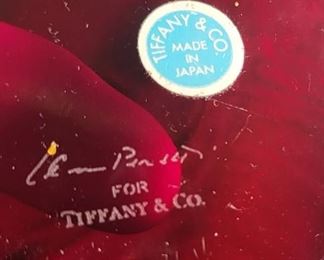 TIFFANY & CO.
MADE
IN
JAPAN
FOR
TIFFANY & CO.